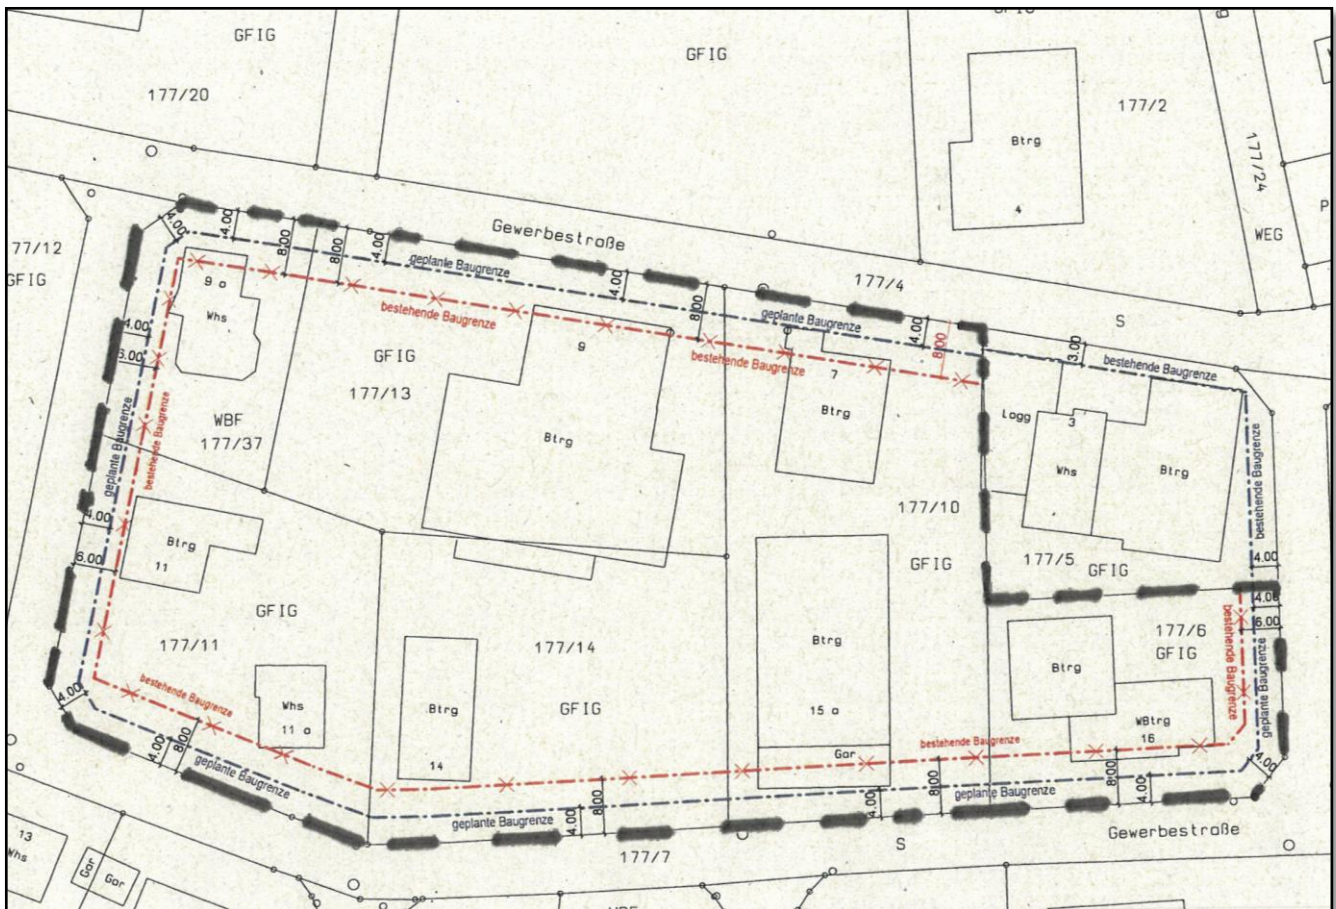 GFIG
GFIG
GFIG
177/20
177/2
Btrg
4
177/24
WEG
P
77/12
GFIG
4.00
4.00
8.00
8.00
4.00
Gewerbestraße
geplante Baugrenze
4.00
8.00
177/4
S
9
Whs
bestehende Baugrenze
geplante Baugrenze
bestehende Baugrenze
4.00
8.00
3.00
bestehende Baugrenze
4.00
6.00
GFIG
177/13
9
Btrg
7
Btrg
Logg
3
Whs
Btrg
geplante Baugrenze
bestehende Baugrenze
WBF
177/37
bestehende Baugrenze
4.00
6.00
Btrg
11
177/10
GFIG
177/5
GFIG
4.00
4.00
6.00
GFIG
177/11
177/14
GFIG
Btrg
15
Gar
Btrg
177/6
GFIG
WBtrg
16
bestehende Baugrenze
geplante Baugrenze
4.00
bestehende Baugrenze
Whs
11
Btrg
14
4.00
8.00
geplante Baugrenze
bestehende Baugrenze
geplante Baugrenze
4.00
8.00
4.00
8.00
geplante Baugrenze
8.00
4.00
4.00
177/7
S
Gewerbestraße
13
Whs
Gar
Gar